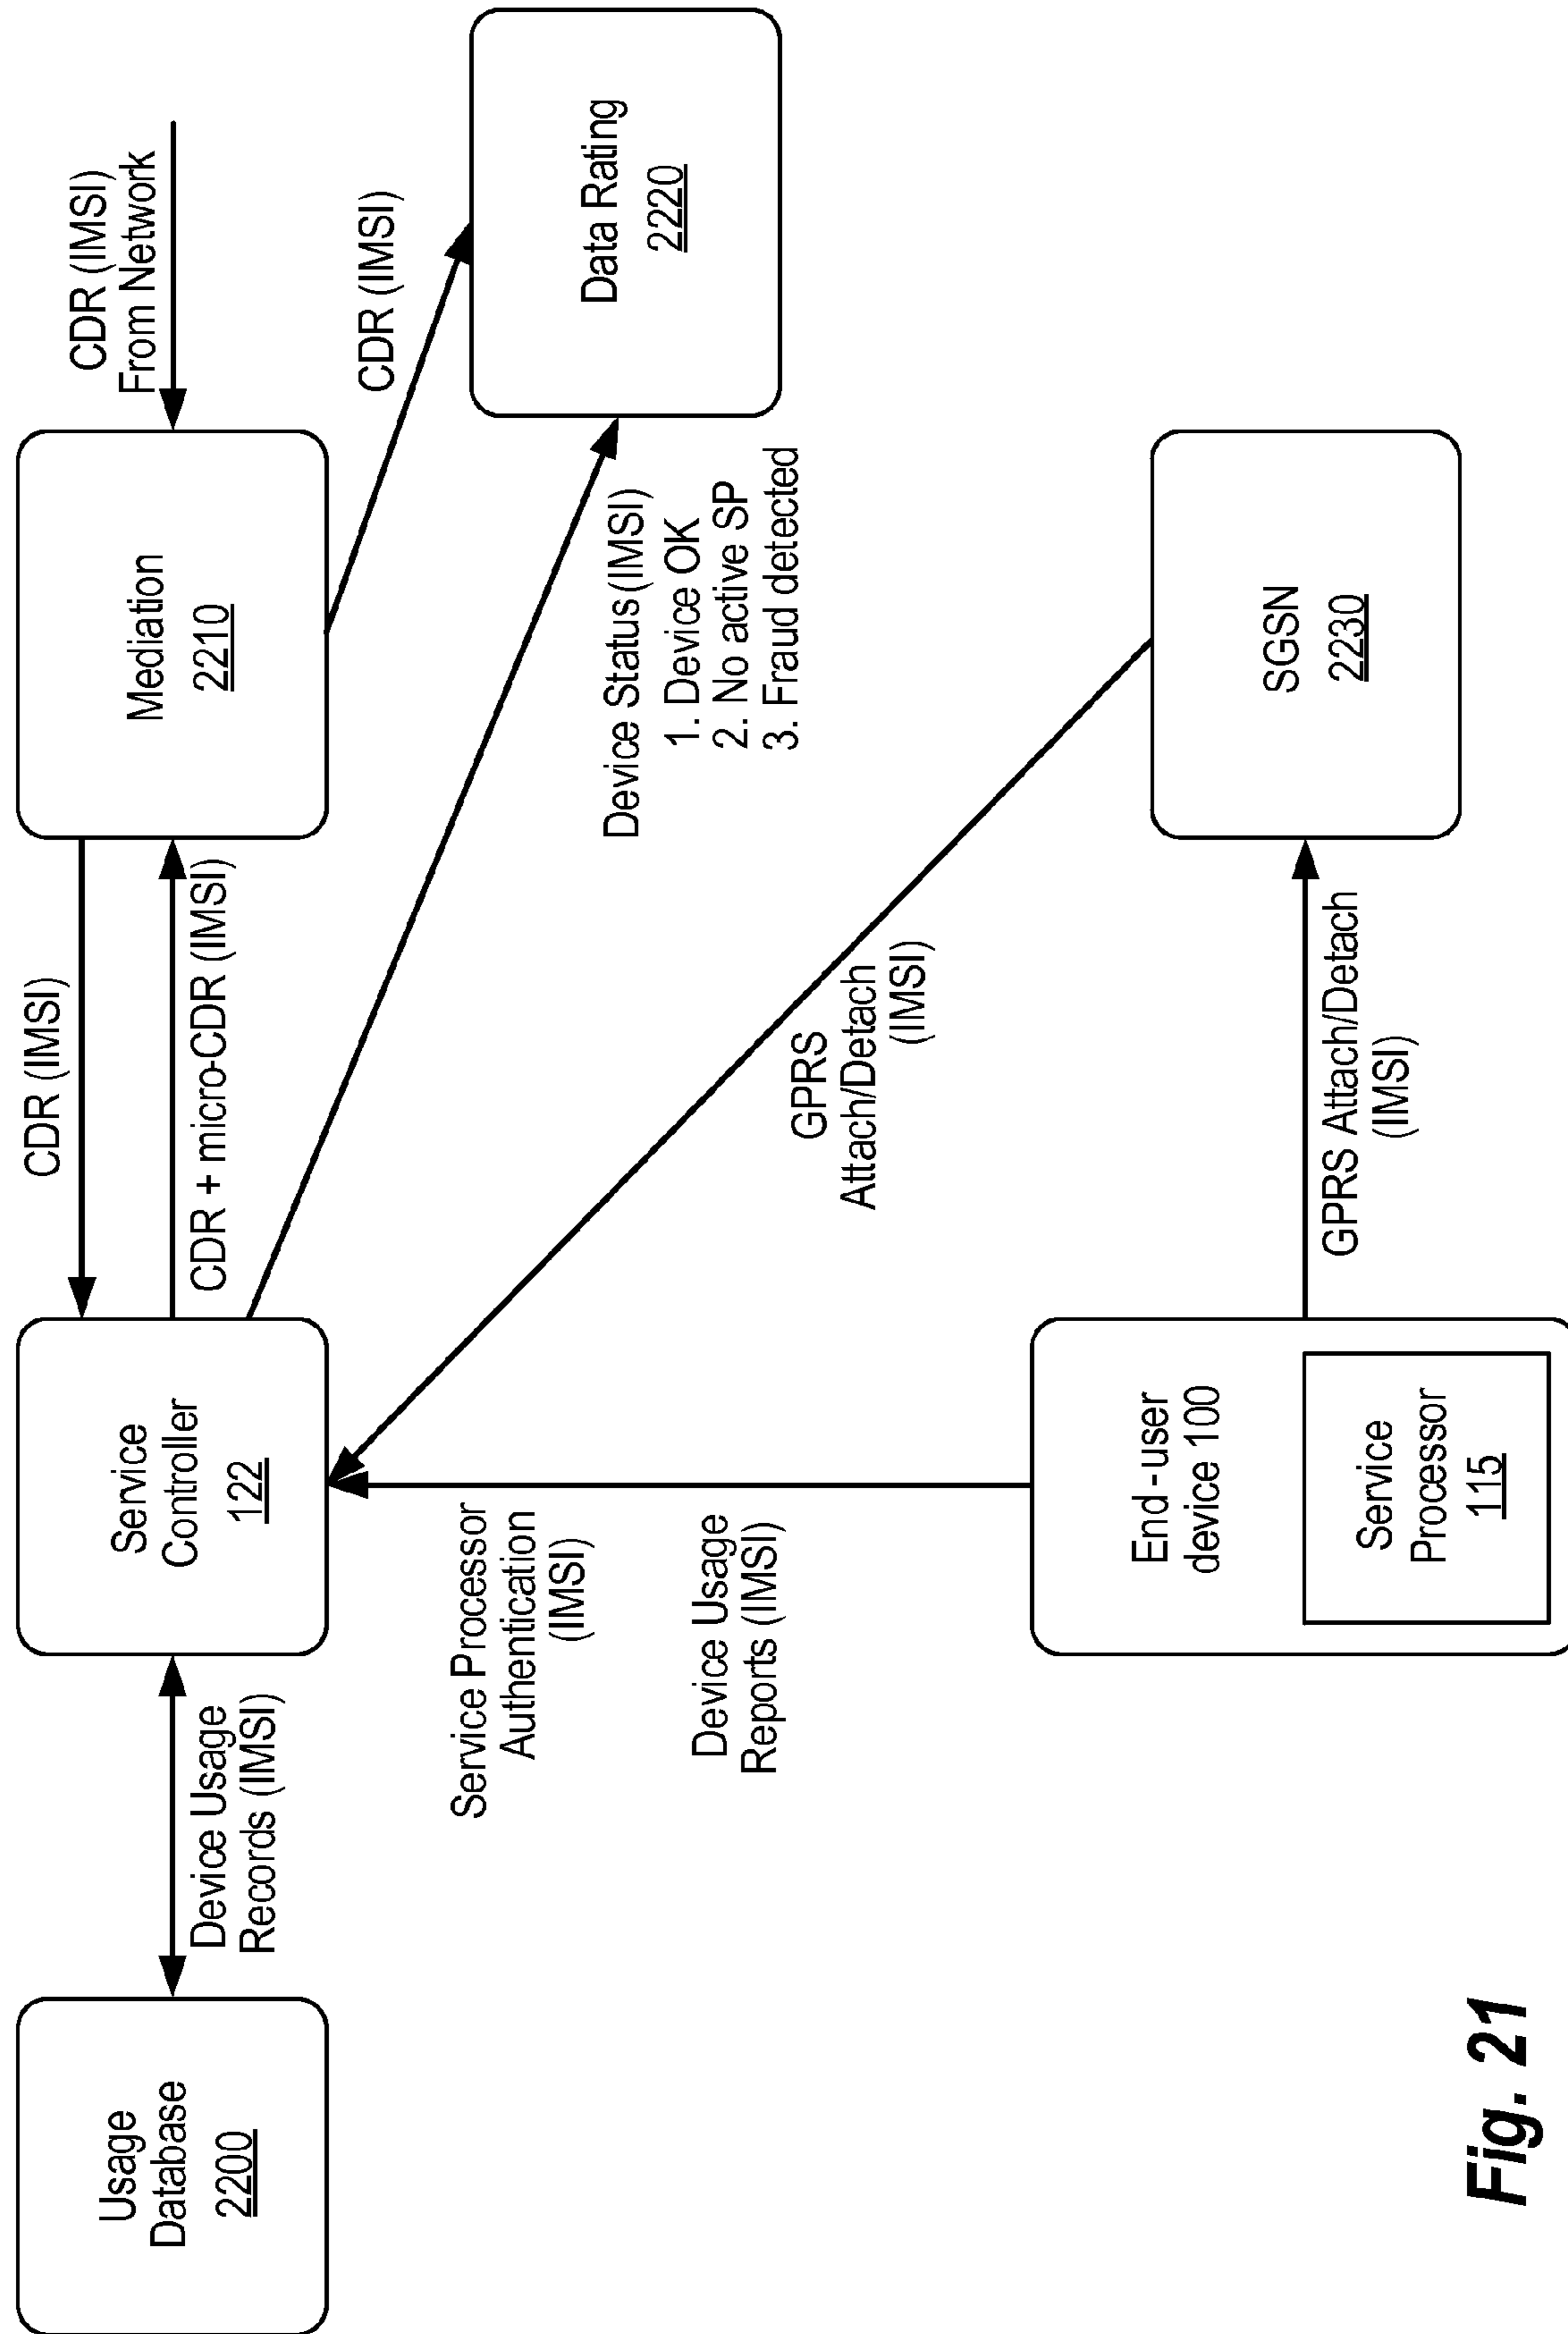 Usage
Database
2200
Device Usage
Records (IMSI)
Service
Controller
122
CDR (IMSI)
CDR + micro-CDR (IMSI)
Mediation
2210
CDR (IMSI)
From Network
CDR (IMSI)
Data Rating
2220
Device Status(IMSI)
1. Device OK
2. No active SP
3. Fraud detected
Service Processor
Authentication
(IMSI)
Device Usage
Reports (IMSI)
GPRS
Attach/Detach
(IMSI)
End -user
device 100
Service
Processor
115
GPRS Attach/Detach
(IMSI)
SGSN
2230
Fig. 21